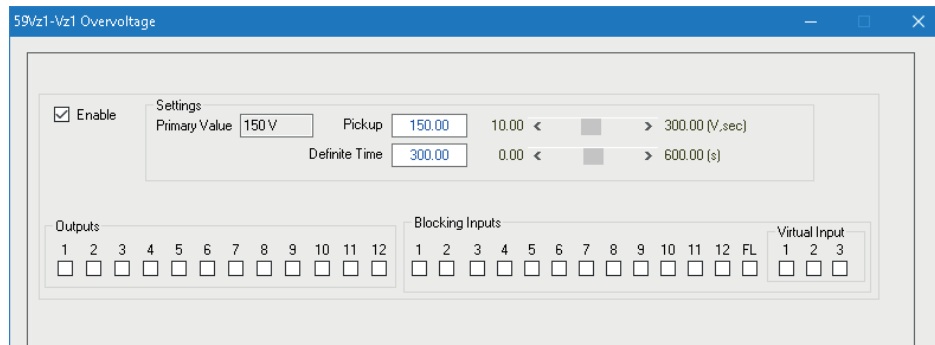 59Vz1-Vz1 Overvoltage
Enable
Settings
Primary Value 150 V Pickup 150.00 10.00 < > 300.00 (V,sec)
Definite Time 300.00 0.00 < > 600.00 (s)
Outputs
1 2 3 4 5 6 7 8 9 10 11 12
Blocking Inputs
1 2 3 4 5 6 7 8 9 10 11 12 FL
Virtual Input
1 2 3